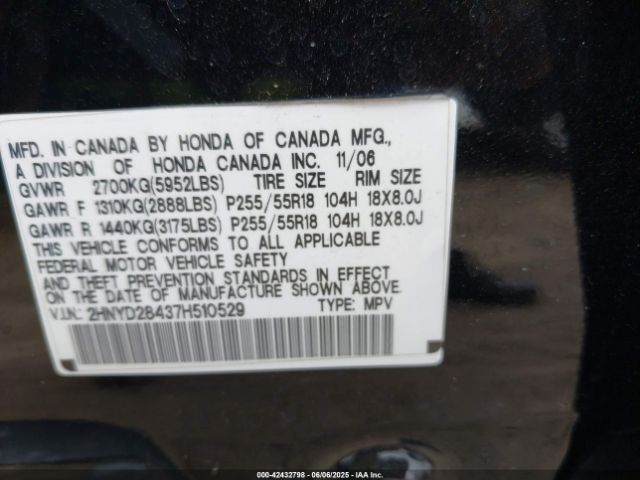 MFD. IN CANADA BY HONDA OF CANADA MFG.,
A DIVISION OF HONDA CANADA INC. 11/06
GVWR 2700KG(5952LBS) TIRE SIZE RIM SIZE
GAWR F 1310KG(2888LBS) P255/55R18 104H 18X8.0J
GAWR R 1440KG(3175LBS) P255/55R18 104H 18X8.0J
THIS VEHICLE CONFORMS TO ALL APPLICABLE
FEDERAL MOTOR VEHICLE SAFETY
AND THEFT PREVENTION STANDARDS IN EFFECT
ON THE DATE OF MANUFACTURE SHOWN ABOVE.
V.I.N.: 2HNYD28437H510529 TYPE: MPV
000-42432798 - 06/06/2025 - IAA Inc.